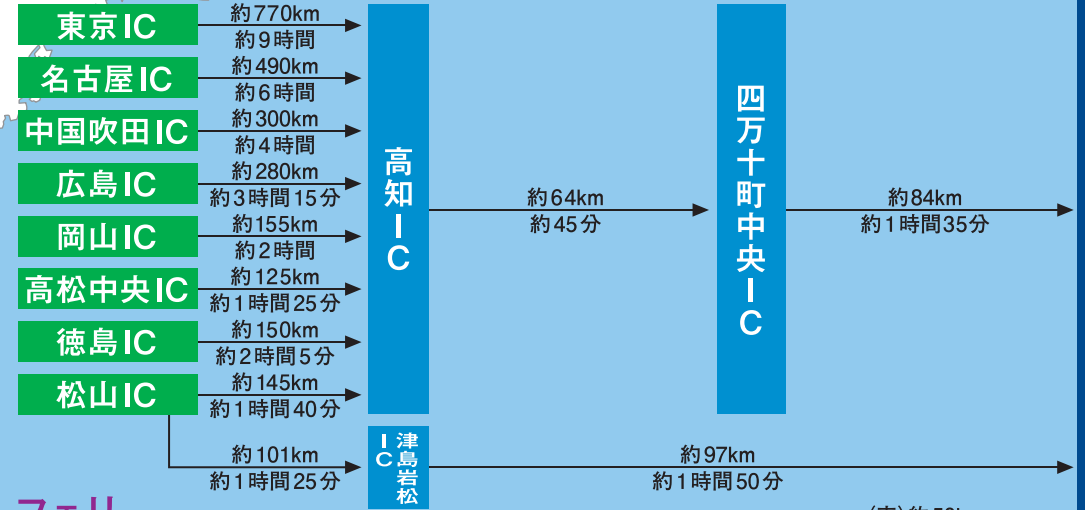 東京IC
約770km
約9時間
名古屋IC
約490km
約6時間
中国吹田IC
約300km
約4時間
広島IC
約280km
約3時間15分
岡山IC
約155km
約2時間
高松中央IC
約125km
約1時間25分
徳島IC
約150km
約2時間5分
松山IC
約145km
約1時間40分
高知IC
約64km
約45分
四万十町中央IC
約84km
約1時間35分
約101km
約1時間25分
津島岩松
IC
約97km
約1時間50分
フェリ